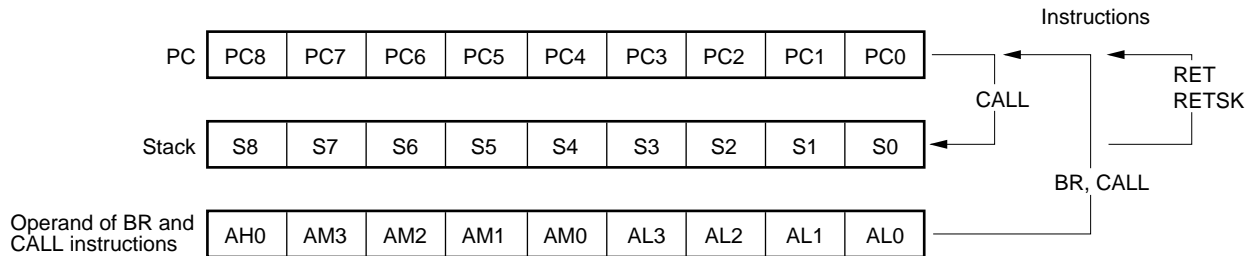 Instructions
PC PC8 PC7 PC6 PC5 PC4 PC3 PC2 PC1 PC0
RET
RETSK
CALL
Stack S8 S7 S6 S5 S4 S3 S2 S1 S0
BR, CALL
Operand of BR and
CALL instructions
AH0 AM3 AM2 AM1 AM0 AL3 AL2 AL1 AL0